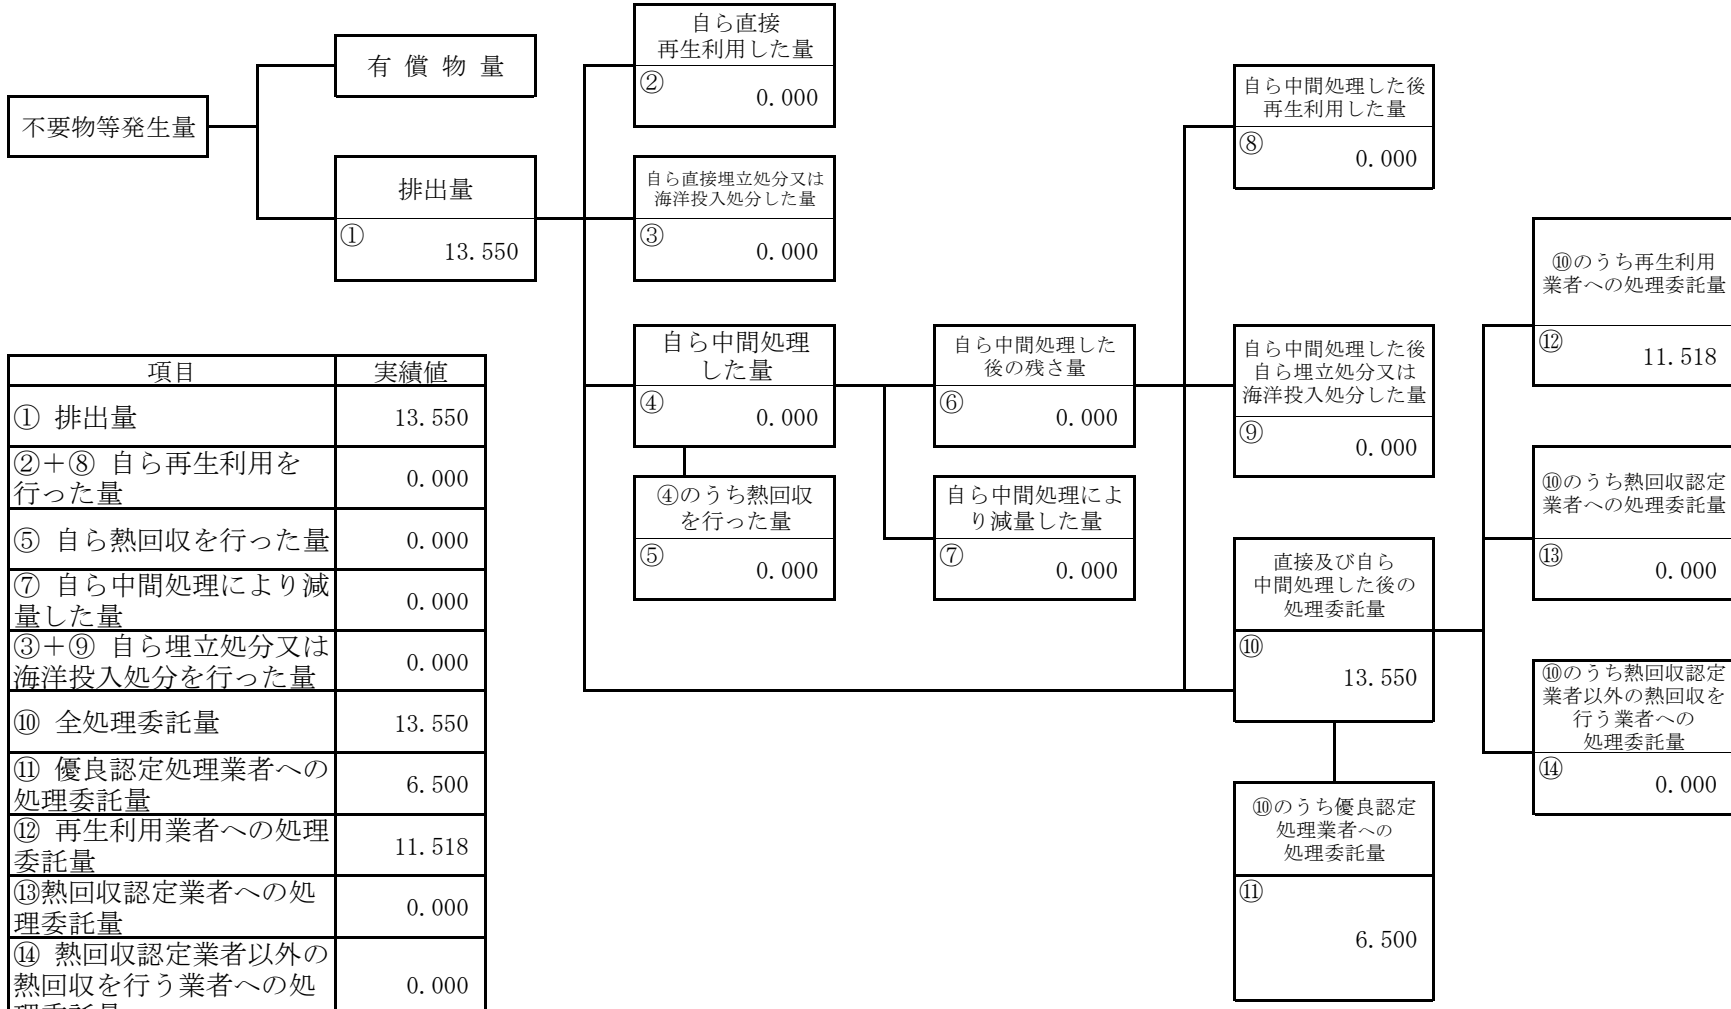 不要物等発生量
有 償 物 量
排出量
①
13.550
自ら直接
再生利用した量
②
0.000
自ら直接埋立処分又は
海洋投入処分した量
③
0.000
自ら中間処理
した量
④
0.000
④のうち熱回収
を行った量
⑤
0.000
自ら中間処理した
後の残さ量
⑥
0.000
自ら中間処理によ
り減量した量
⑦
0.000
自ら中間処理した後
再生利用した量
⑧
0.000
自ら中間処理した後
自ら埋立処分又は
海洋投入処分した量
⑨
0.000
直接及び自ら
中間処理した後の
処理委託量
⑩
13.550
⑩のうち優良認定
処理業者への
処理委託量
⑪
6.500
⑩のうち再生利用
業者への処理委託量
⑫
11.518
⑩のうち熱回収認定
業者への処理委託量
⑬
0.000
⑩のうち熱回収認定
業者以外の熱回収を
行う業者への
処理委託量
⑭
0.000
項目 実績値
① 排出量 13.550
②+⑧ 自ら再生利用を
行った量 0.000
⑤ 自ら熱回収を行った量 0.000
⑦ 自ら中間処理により減
量した量 0.000
③+⑨ 自ら埋立処分又は
海洋投入処分を行った量 0.000
⑩ 全処理委託量 13.550
⑪ 優良認定処理業者への
処理委託量 6.500
⑫ 再生利用業者への処理
委託量 11.518
⑬熱回収認定業者への処
理委託量 0.000
⑭ 熱回収認定業者以外の
熱回収を行う業者への処 0.000